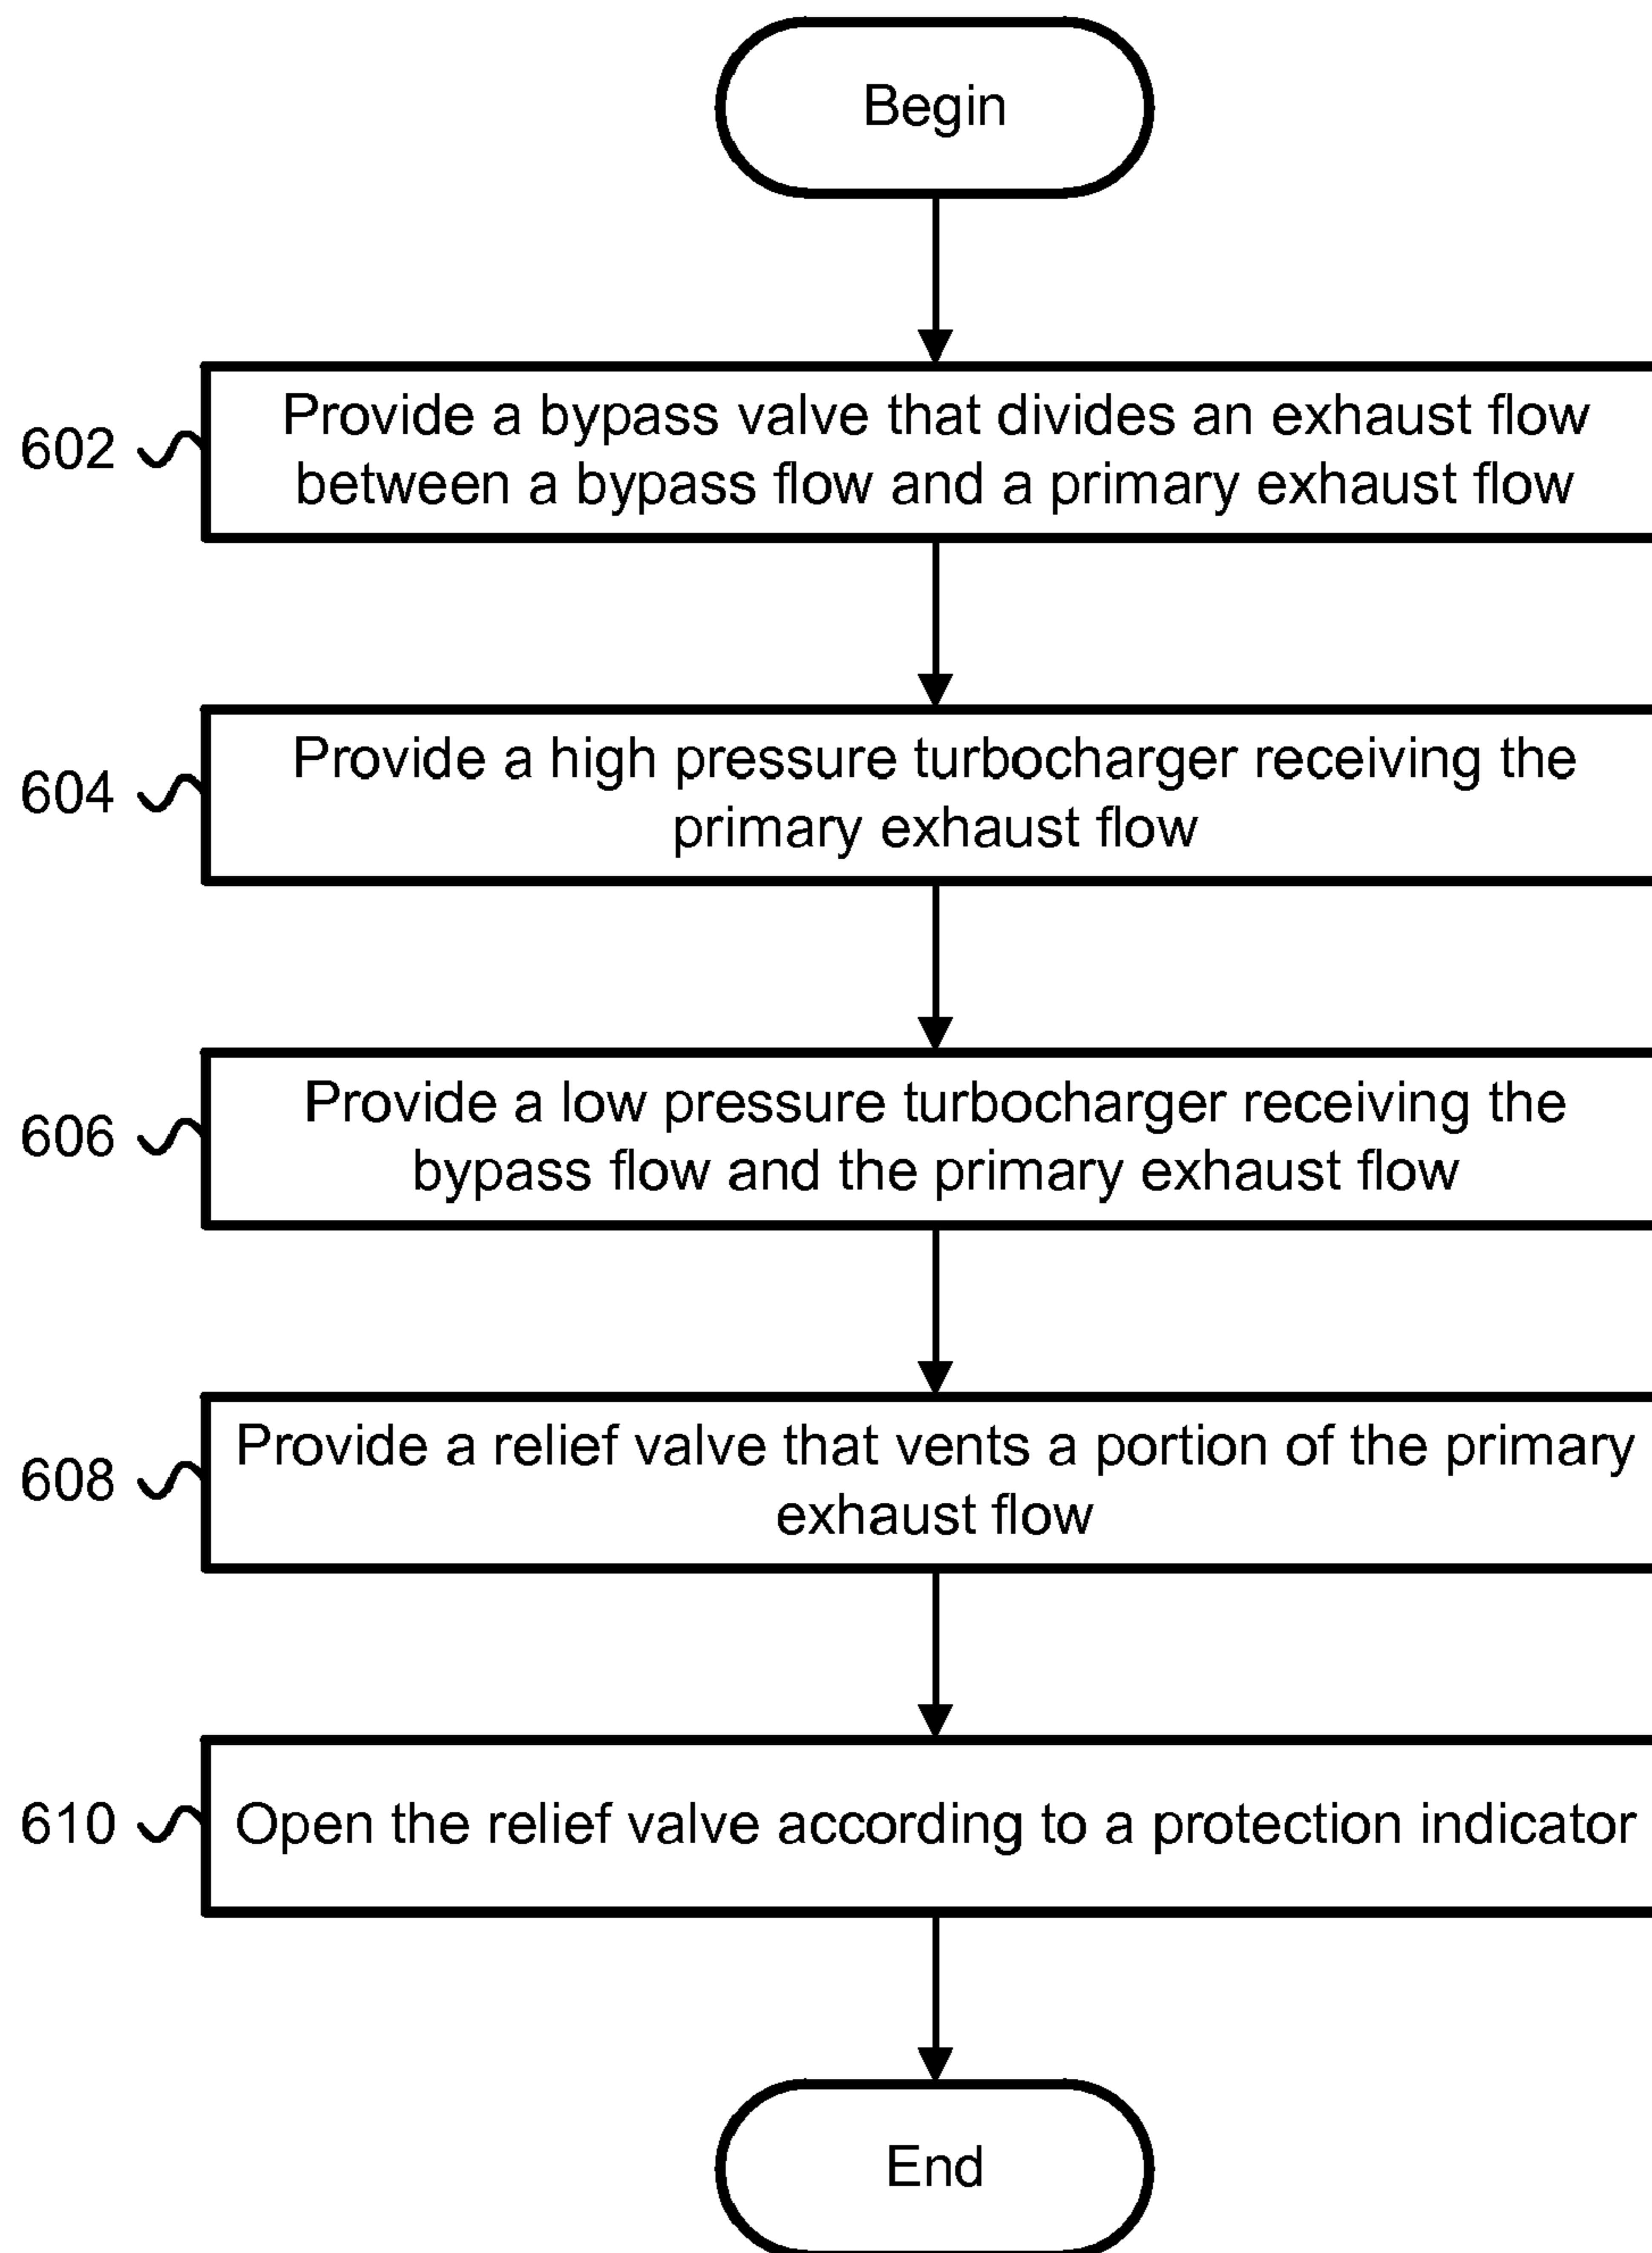 Begin
602
Provide a bypass valve that divides an exhaust flow
between a bypass flow and a primary exhaust flow
604
Provide a high pressure turbocharger receiving the
primary exhaust flow
606
Provide a low pressure turbocharger receiving the
bypass flow and the primary exhaust flow
608
Provide a relief valve that vents a portion of the primary
exhaust flow
610
Open the relief valve according to a protection indicator
End